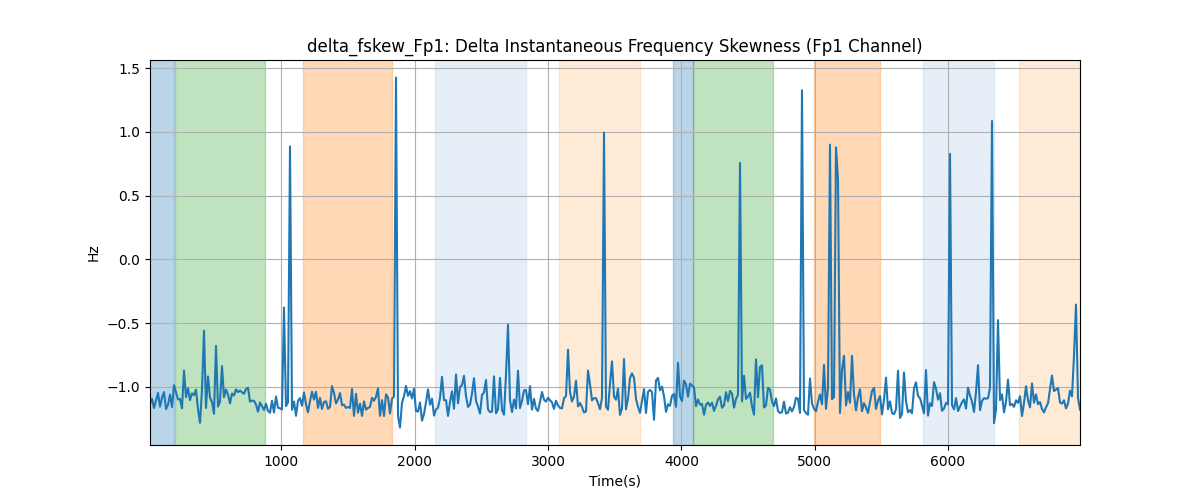 delta_fskew_Fp1: Delta Instantaneous Frequency Skewness (Fp1 Channel)
1.5
1.0
0.5
0.0
−0.5
−1.0
Hz
1000 2000 3000 4000 5000 6000
Time(s)